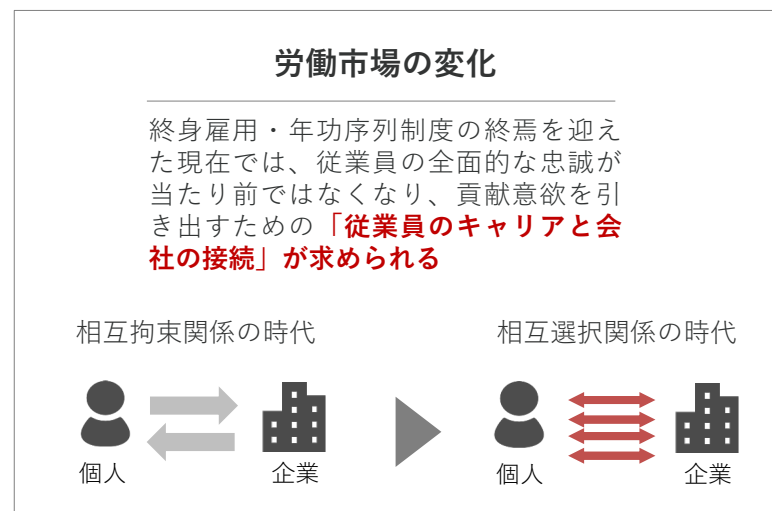 労働市場の変化
終身雇用・年功序列制度の終焉を迎え
た現在では、従業員の全面的な忠誠が
当たり前ではなくなり、貢献意欲を引
き出すための「従業員のキャリアと会
社の接続」が求められる
相互拘束関係の時代
相互選択関係の時代
個人
企業
個人
企業